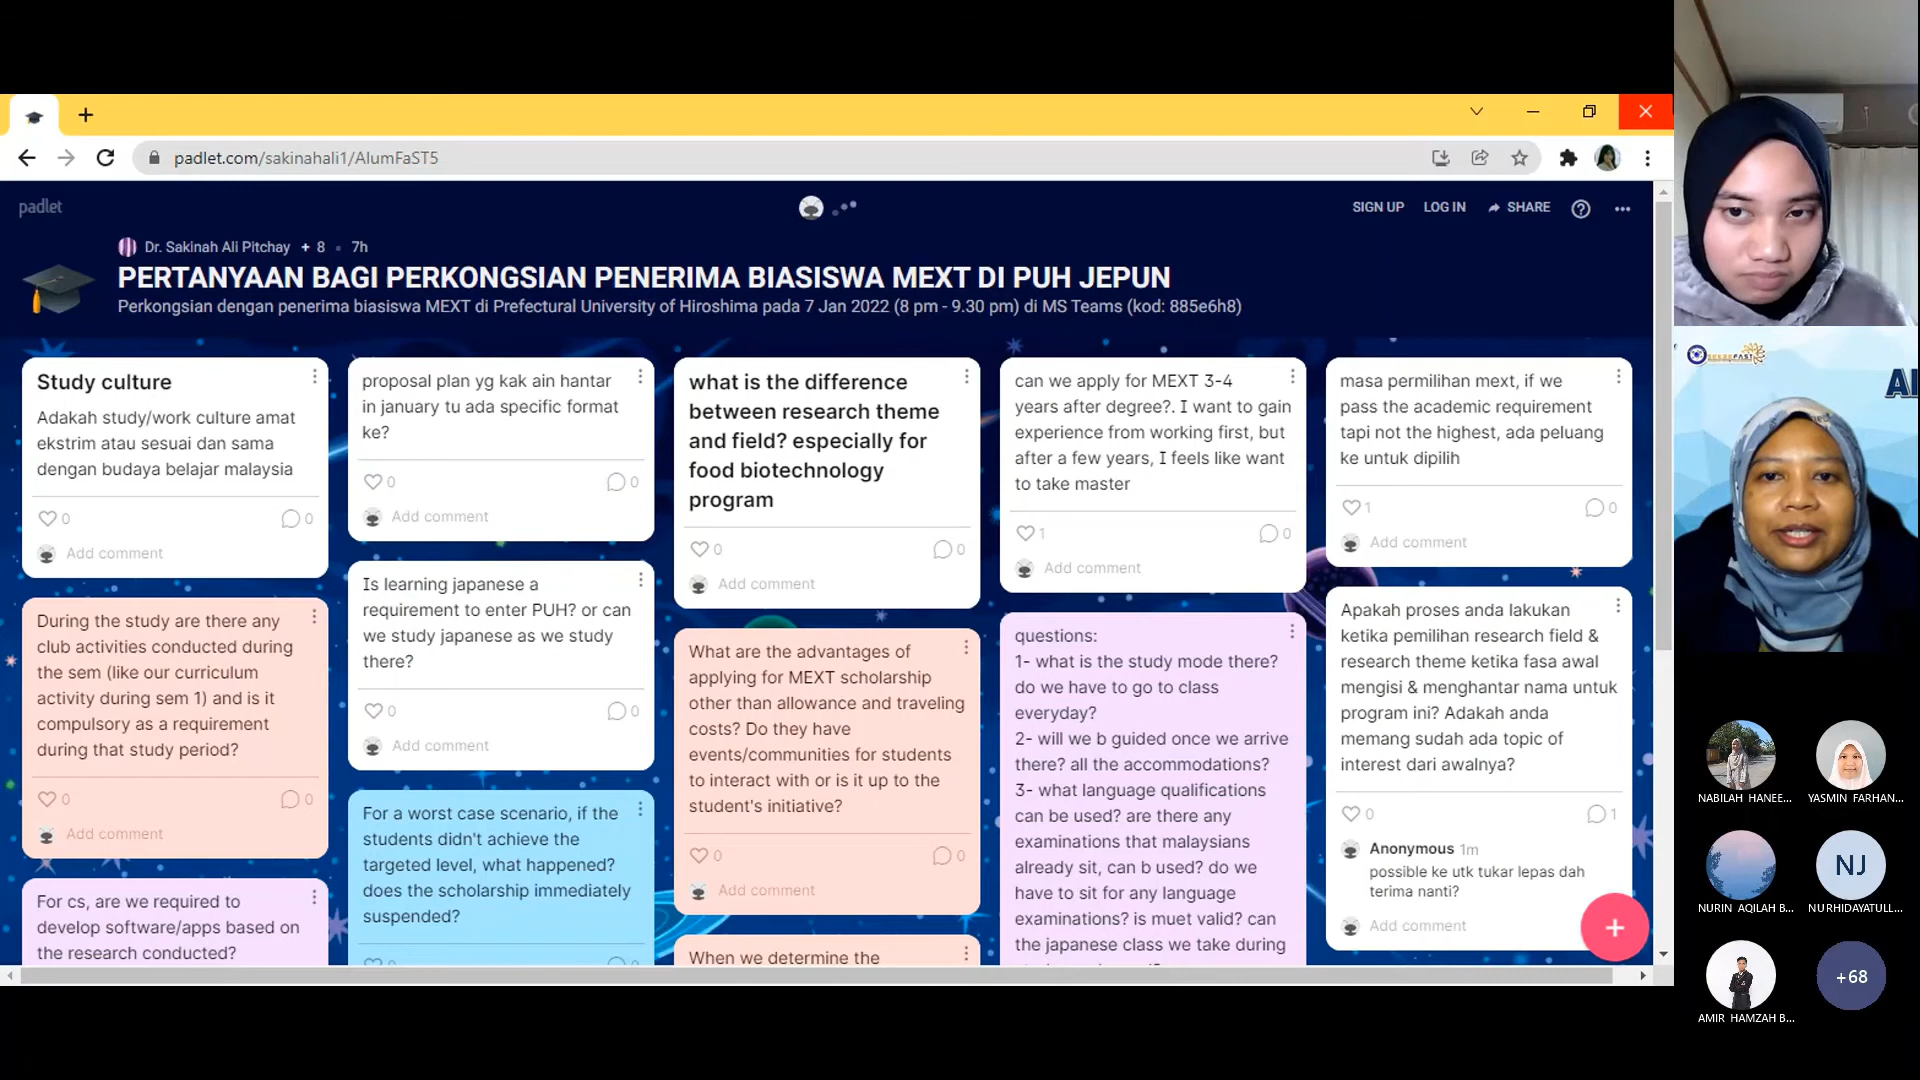 padlet.com/sakinahali1/AlumFaST5
padlet
SIGN UP
LOG IN
SHARE
Dr. Sakinah Ali Pitchay + 8 • 7h
PERTANYAAN BAGI PERKONGSIAN PENERIMA BIASISWA MEXT DI PUH JEPUN
Perkongsian dengan penerima biasiswa MEXT di Prefectural University of Hiroshima pada 7 Jan 2022 (8 pm - 9.30 pm) di MS Teams (kod: 885e6h8)
Study culture
Adakah study/work culture amat
ekstrim atau sesuai dan sama
dengan budaya belajar malaysia
0
0
Add comment
During the study are there any
club activities conducted during
the sem (like our curriculum
activity during sem 1) and is it
compulsory as a requirement
during that study period?
0
0
Add comment
For cs, are we required to
develop software/apps based on
the research conducted?
proposal plan yg kak ain hantar
in january tu ada specific format
ke?
0
0
Add comment
Is learning japanese a
requirement to enter PUH? or can
we study japanese as we study
there?
0
0
Add comment
For a worst case scenario, if the
students didn't achieve the
targeted level, what happened?
does the scholarship immediately
suspended?
what is the difference
between research theme
and field? especially for
food biotechnology
program
0
0
Add comment
What are the advantages of
applying for MEXT scholarship
other than allowance and traveling
costs? Do they have
events/communities for students
to interact with or is it up to the
student's initiative?
0
0
Add comment
When we determine the
can we apply for MEXT 3-4
years after degree?. I want to gain
experience from working first, but
after a few years, I feels like want
to take master
1
0
Add comment
questions:
1- what is the study mode there?
do we have to go to class
everyday?
2- will we b guided once we arrive
there? all the accommodations?
3- what language qualifications
can be used? are there any
examinations that malaysians
already sit, can b used? do we
have to sit for any language
examinations? is muet valid? can
the japanese class we take during
masa permilihan mext, if we
pass the academic requirement
tapi not the highest, ada peluang
ke untuk dipilih
1
0
Add comment
Apakah proses anda lakukan
ketika pemilihan research field &
research theme ketika fasa awal
mengisi & menghantar nama untuk
program ini? Adakah anda
memang sudah ada topic of
interest dari awalnya?
0
1
Anonymous 1m
possible ke utk tukar lepas dah
terima nanti?
Add comment
NABILAH HANEE...
YASMIN FARHAN...
NJ
NURIN AQILAH B...
NURHIDAYATULL...
+68
AMIR HAMZAH B...